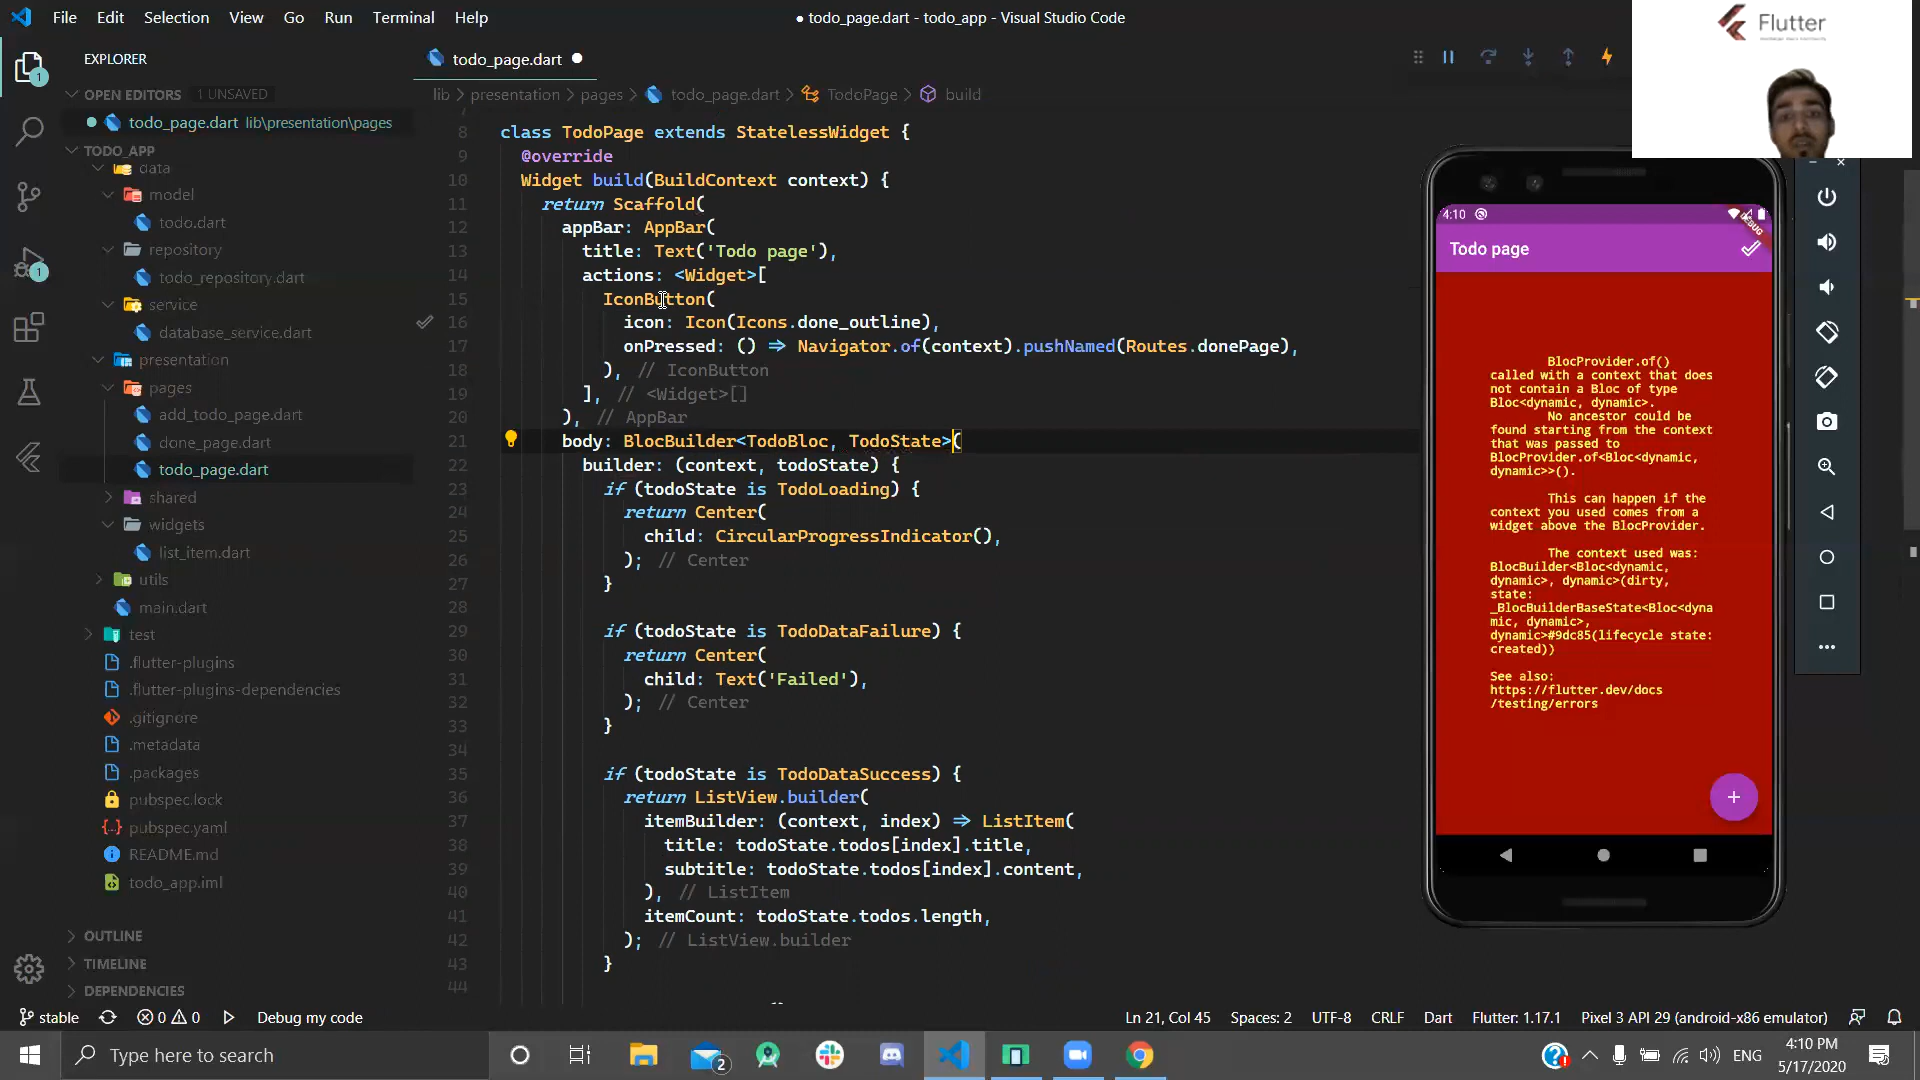 File Edit Selection View Go Run Terminal Help
● todo_page.dart - todo_app - Visual Studio Code
Flutter
EXPLORER
OPEN EDITORS 1 UNSAVED
todo_page.dart lib\presentation\pages
TODO_APP
data
model
todo.dart
repository
todo_repository.dart
service
database_service.dart
presentation
pages
add_todo_page.dart
done_page.dart
todo_page.dart
shared
widgets
list_item.dart
utils
main.dart
test
.flutter-plugins
.flutter-plugins-dependencies
.gitignore
.metadata
.packages
pubspec.lock
pubspec.yaml
README.md
todo_app.iml
OUTLINE
TIMELINE
DEPENDENCIES
1
1
todo_page.dart
lib > presentation > pages > todo_page.dart > TodoPage > build
7
8 class TodoPage extends StatelessWidget {
9 @override
10 Widget build(BuildContext context) {
11 return Scaffold(
12 appBar: AppBar(
13 title: Text('Todo page'),
14 actions: <Widget>[
15 IconButton(
16 icon: Icon(Icons.done_outline),
17 onPressed: () => Navigator.of(context).pushNamed(Routes.donePage),
18 ), // IconButton
19 ], // <Widget>[]
20 ), // AppBar
21 body: BlocBuilder<TodoBloc, TodoState>(
22 builder: (context, todoState) {
23 if (todoState is TodoLoading) {
24 return Center(
25 child: CircularProgressIndicator(),
26 ); // Center
27 }
28
29 if (todoState is TodoDataFailure) {
30 return Center(
31 child: Text('Failed'),
32 ); // Center
33 }
34
35 if (todoState is TodoDataSuccess) {
36 return ListView.builder(
37 itemBuilder: (context, index) => ListItem(
38 title: todoState.todos[index].title,
39 subtitle: todoState.todos[index].content,
40 ), // ListItem
41 itemCount: todoState.todos.length,
42 ); // ListView.builder
43 }
44
4:10
DEBUG
Todo page
BlocProvider.of()
called with a context that does
not contain a Bloc of type
Bloc<dynamic, dynamic>.
No ancestor could be
found starting from the context
that was passed to
BlocProvider.of<Bloc<dynamic,
dynamic>>().
This can happen if the
context you used comes from a
widget above the BlocProvider.
The context used was:
BlocBuilder<Bloc<dynamic,
dynamic>, dynamic>(dirty,
state:
_BlocBuilderBaseState<Bloc<dyna
mic, dynamic>,
dynamic>#9dc85(lifecycle state:
created))
See also:
https://flutter.dev/docs
/testing/errors
+
stable 0 0 Debug my code
Ln 21, Col 45 Spaces: 2 UTF-8 CRLF Dart Flutter: 1.17.1 Pixel 3 API 29 (android-x86 emulator)
Type here to search
2
ENG
4:10 PM
5/17/2020